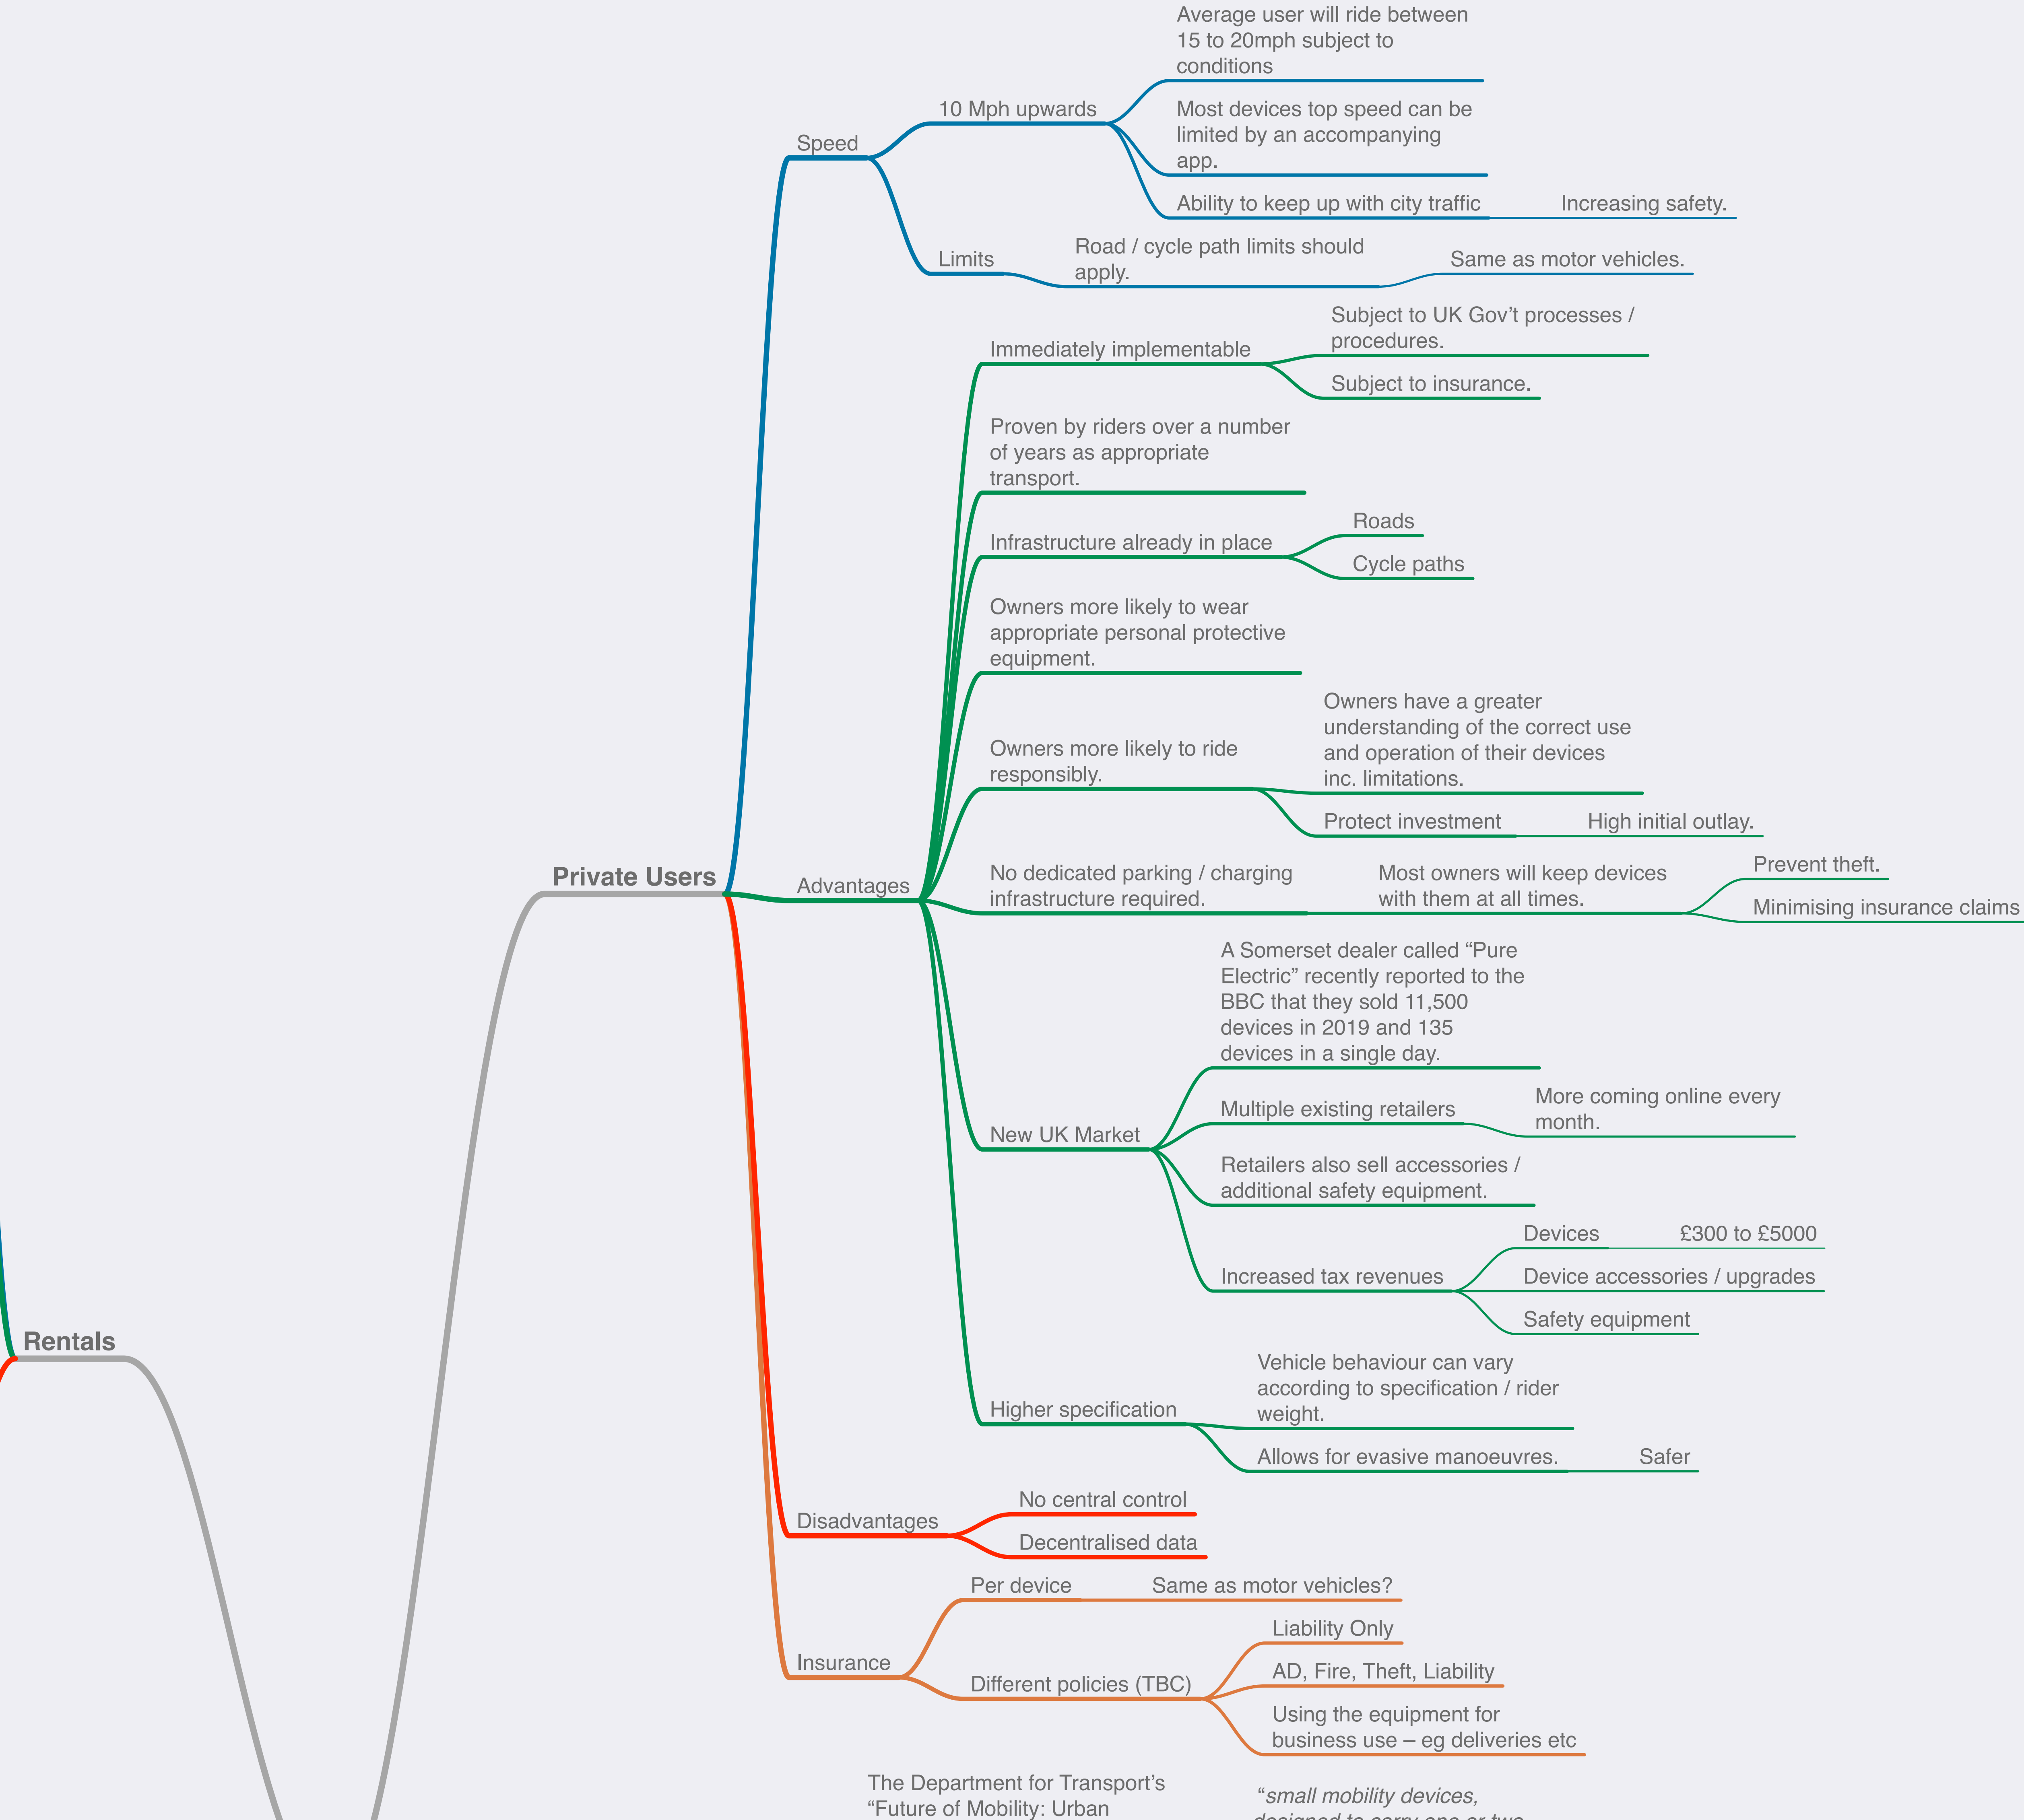 Average user will ride between
15 to 20mph subject to
conditions
10 Mph upwards
Most devices top speed can be
limited by an accompanying
app.
Speed
Ability to keep up with city traffic
Increasing safety.
Limits
Road / cycle path limits should
apply.
Same as motor vehicles.
Immediately implementable
Subject to UK Gov’t processes /
procedures.
Subject to insurance.
Proven by riders over a number
of years as appropriate
transport.
Infrastructure already in place
Roads
Cycle paths
Owners more likely to wear
appropriate personal protective
equipment.
Owners more likely to ride
responsibly.
Owners have a greater
understanding of the correct use
and operation of their devices
inc. limitations.
Protect investment
High initial outlay.
Private Users
Advantages
No dedicated parking / charging
infrastructure required.
Most owners will keep devices
with them at all times.
Prevent theft.
Minimising insurance claims
New UK Market
A Somerset dealer called “Pure
Electric” recently reported to the
BBC that they sold 11,500
devices in 2019 and 135
devices in a single day.
Multiple existing retailers
More coming online every
month.
Retailers also sell accessories /
additional safety equipment.
Increased tax revenues
Devices
£300 to £5000
Device accessories / upgrades
Safety equipment
Rentals
Higher specification
Vehicle behaviour can vary
according to specification / rider
weight.
Allows for evasive manoeuvres.
Safer
Disadvantages
No central control
Decentralised data
Insurance
Per device
Same as motor vehicles?
Different policies (TBC)
Liability Only
AD, Fire, Theft, Liability
Using the equipment for
business use – eg deliveries etc
The Department for Transport’s
“Future of Mobility: Urban
“small mobility devices,
designed to carry one or two